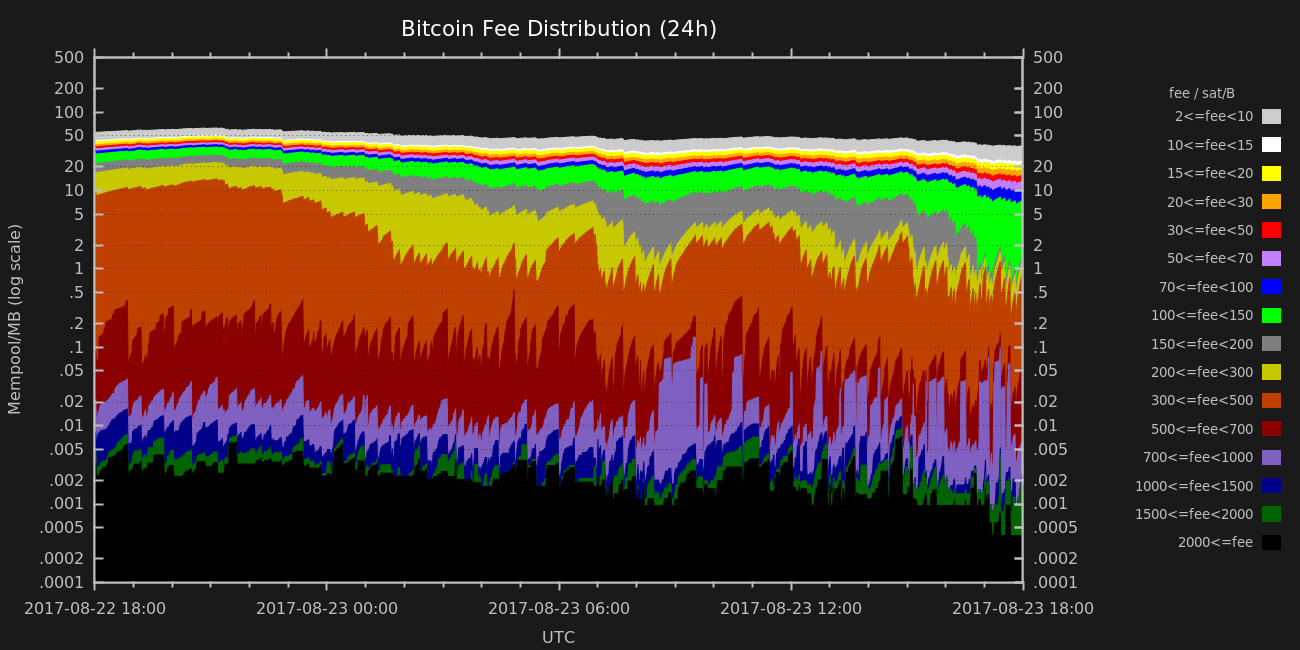 Bitcoin Fee Distribution (24h)
500
200
100
50
20
10
5
2
1
.5
.2
.1
.05
.02
.01
.005
.002
.001
.0005
.0002
.0001
Mempool/MB (log scale)
500
200
100
50
20
10
5
2
1
.5
.2
.1
.05
.02
.01
.005
.002
.001
.0005
.0002
.0001
fee / sat/B
2<=fee<10
10<=fee<15
15<=fee<20
20<=fee<30
30<=fee<50
50<=fee<70
70<=fee<100
100<=fee<150
150<=fee<200
200<=fee<300
300<=fee<500
500<=fee<700
700<=fee<1000
1000<=fee<1500
1500<=fee<2000
2000<=fee
2017-08-22 18:00 2017-08-23 00:00 2017-08-23 06:00 2017-08-23 12:00 2017-08-23 18:00
UTC